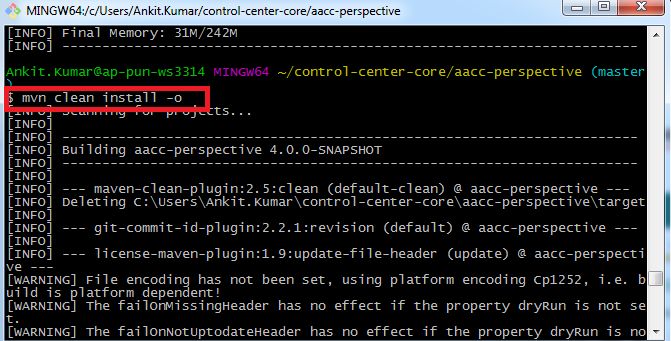 MINGW64:/c/Users/Ankit.Kumar/control-center-core/aacc-perspective
[INFO] Final Memory: 31M/242M
[INFO] ------------------------------------------------------------------------
Ankit.Kumar@ap-pun-ws3314 MINGW64 ~/control-center-core/aacc-perspective (master
)
$ mvn clean install -o
[INFO] Scanning for projects...
[INFO]
[INFO] ------------------------------------------------------------------------
[INFO] Building aacc-perspective 4.0.0-SNAPSHOT
[INFO] ------------------------------------------------------------------------
[INFO]
[INFO] --- maven-clean-plugin:2.5:clean (default-clean) @ aacc-perspective ---
[INFO] Deleting C:\Users\Ankit.Kumar\control-center-core\aacc-perspective\target
[INFO]
[INFO] --- git-commit-id-plugin:2.2.1:revision (default) @ aacc-perspective ---
[INFO]
[INFO] --- license-maven-plugin:1.9:update-file-header (update) @ aacc-perspecti
ve ---
[WARNING] File encoding has not been set, using platform encoding Cp1252, i.e. b
uild is platform dependent!
[WARNING] The failOnMissingHeader has no effect if the property dryRun is not se
t.
[WARNING] The failOnNotUptodateHeader has no effect if the property dryRun is no